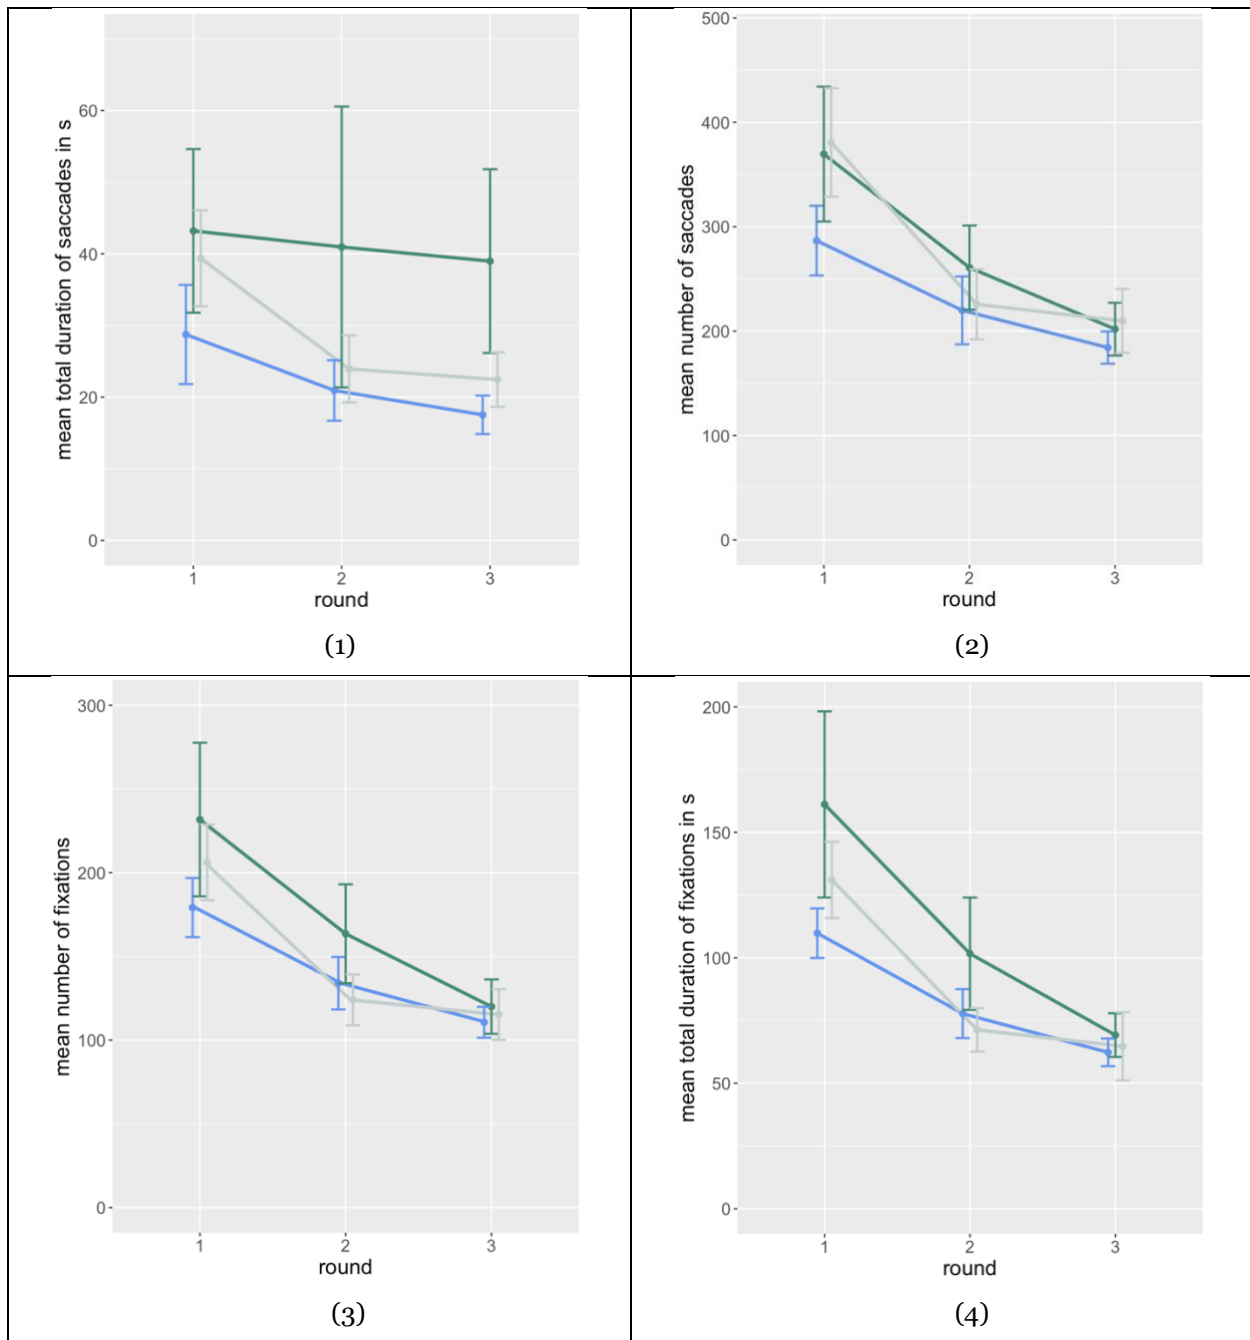 mean total duration of saccades in s
60
40
20
0
1 2 3
round
(1)
mean number of saccades
500
400
300
200
100
0
1 2 3
round
(2)
mean number of fixations
300
200
100
0
1 2 3
round
(3)
mean total duration of fixations in s
200
150
100
50
0
1 2 3
round
(4)